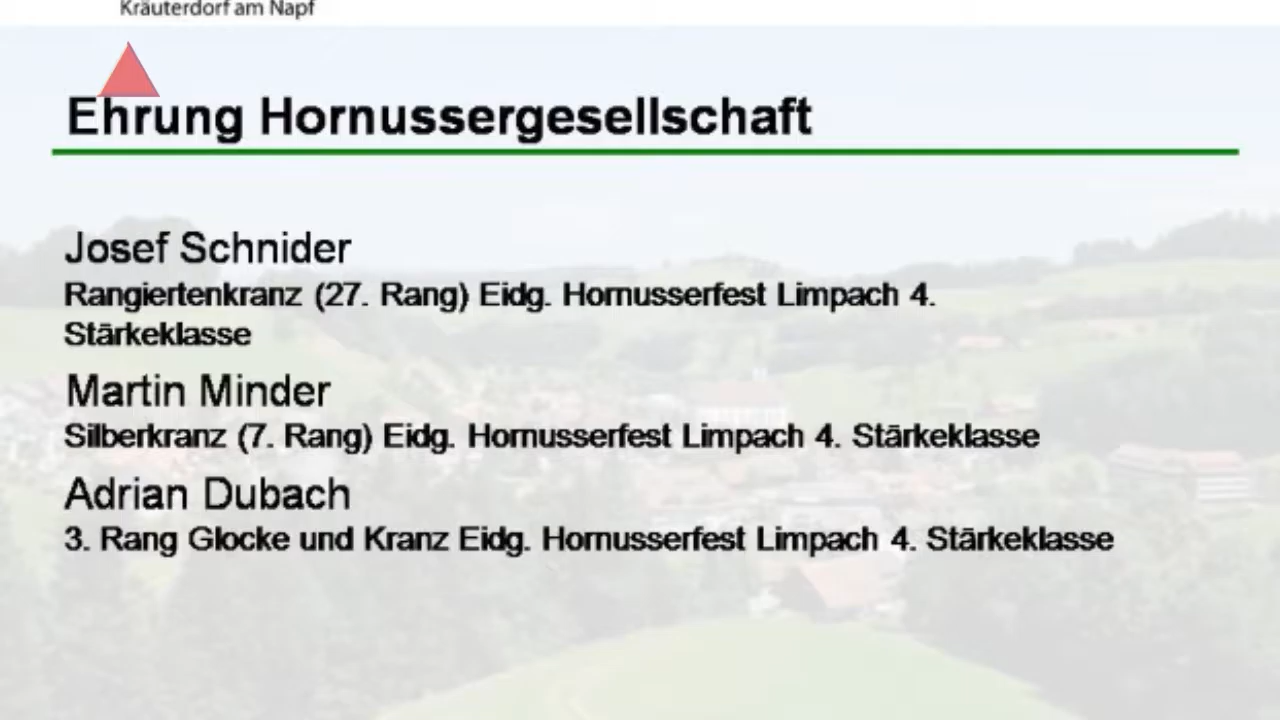 Kräuterdorf am Napf
Ehrung Hornussergesellschaft
Josef Schnider
Rangiertenkranz (27. Rang) Eidg. Hornusserfest Limpach 4.
Stärkeklasse
Martin Minder
Silberkranz (7. Rang) Eidg. Hornusserfest Limpach 4. Stärkeklasse
Adrian Dubach
3. Rang Glocke und Kranz Eidg. Hornusserfest Limpach 4. Stärkeklasse